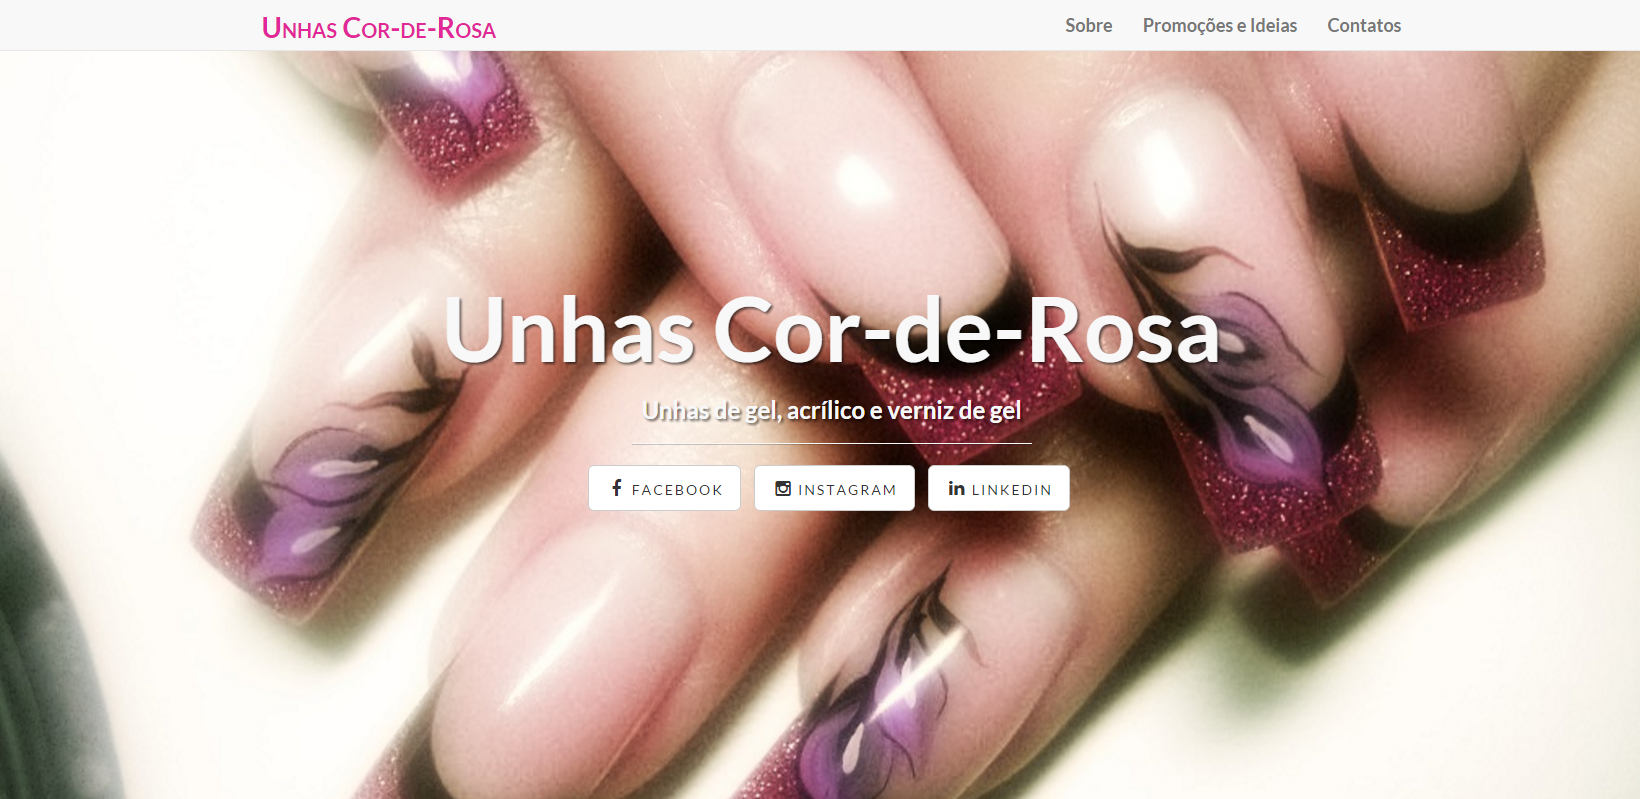 Unhas Cor-de-Rosa
Sobre Promoções e Ideias Contatos
Unhas Cor-de-Rosa
Unhas de gel, acrílico e verniz de gel
FACEBOOK INSTAGRAM LINKEDIN